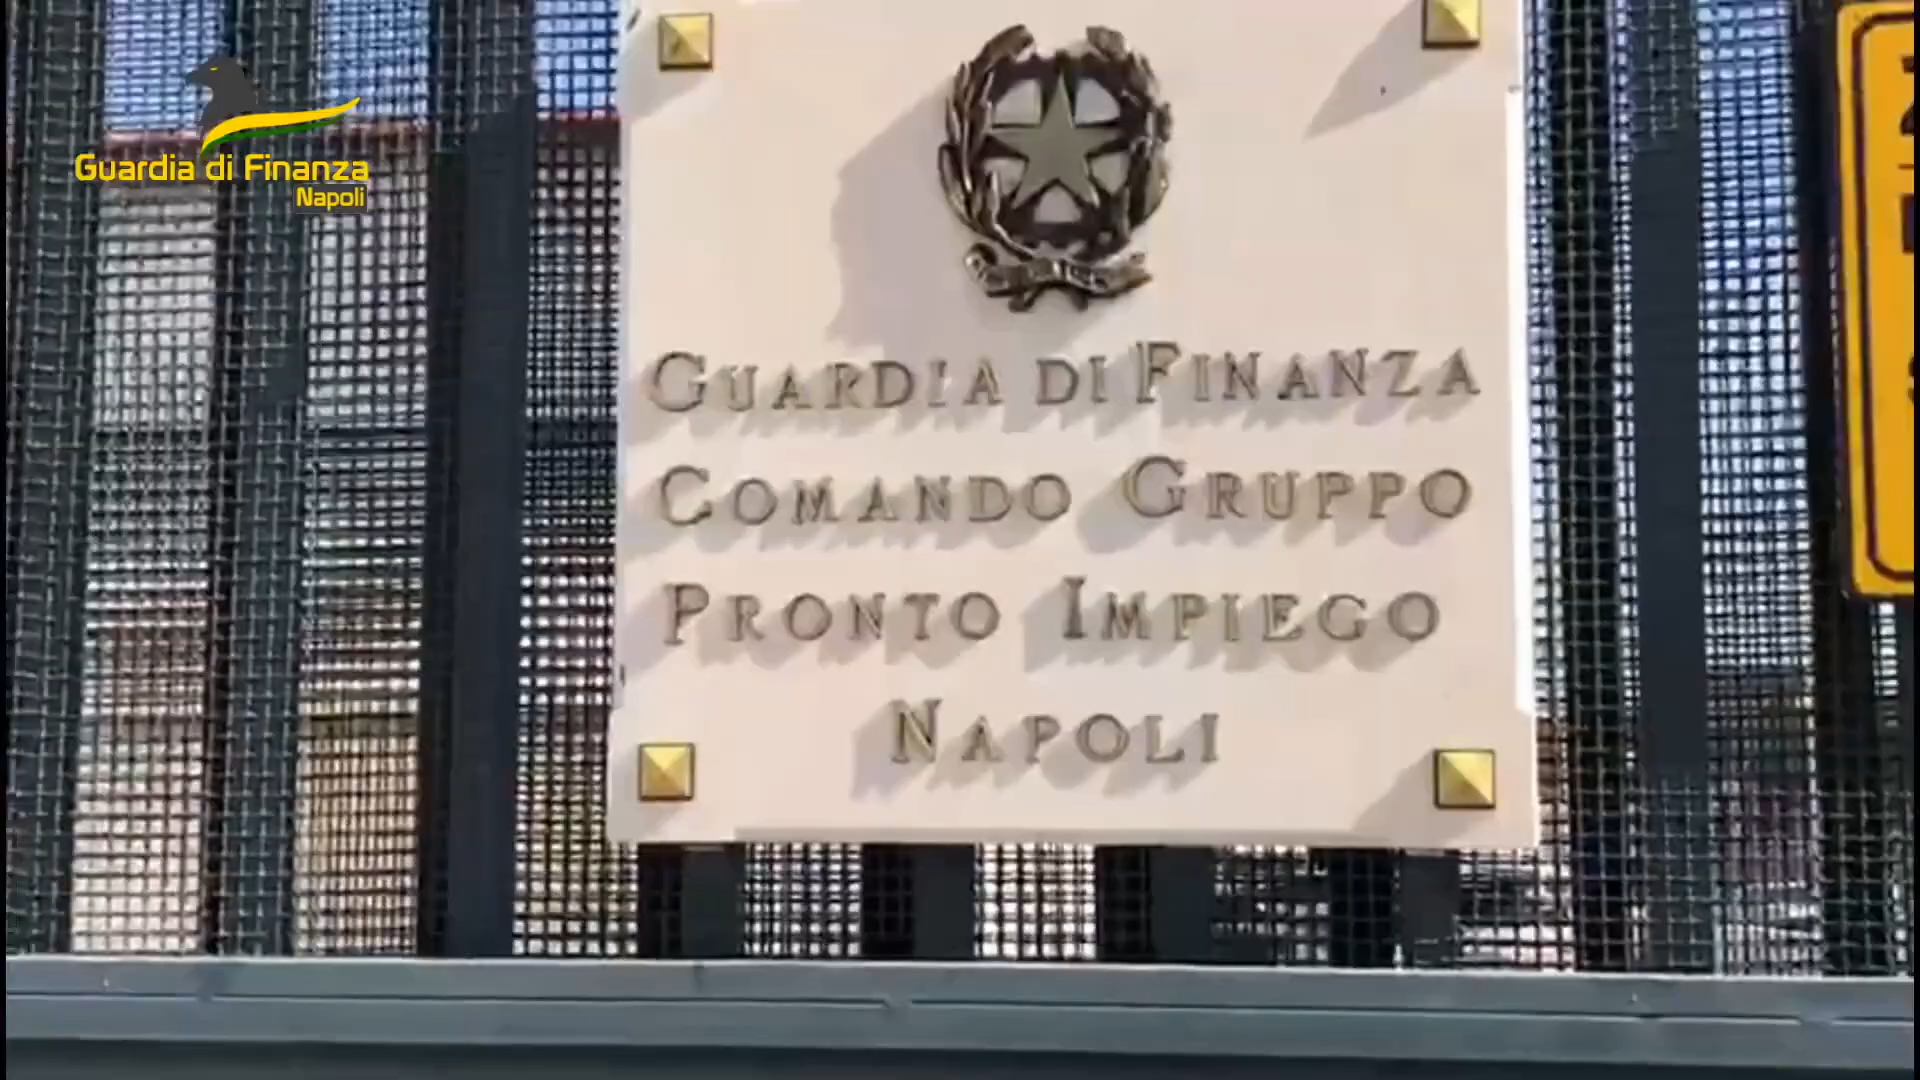 Guardia di Finanza
Napoli
GUARDIA DI FINANZA
COMANDO GRUPPO
PRONTO IMPIEGO
NAPOLI